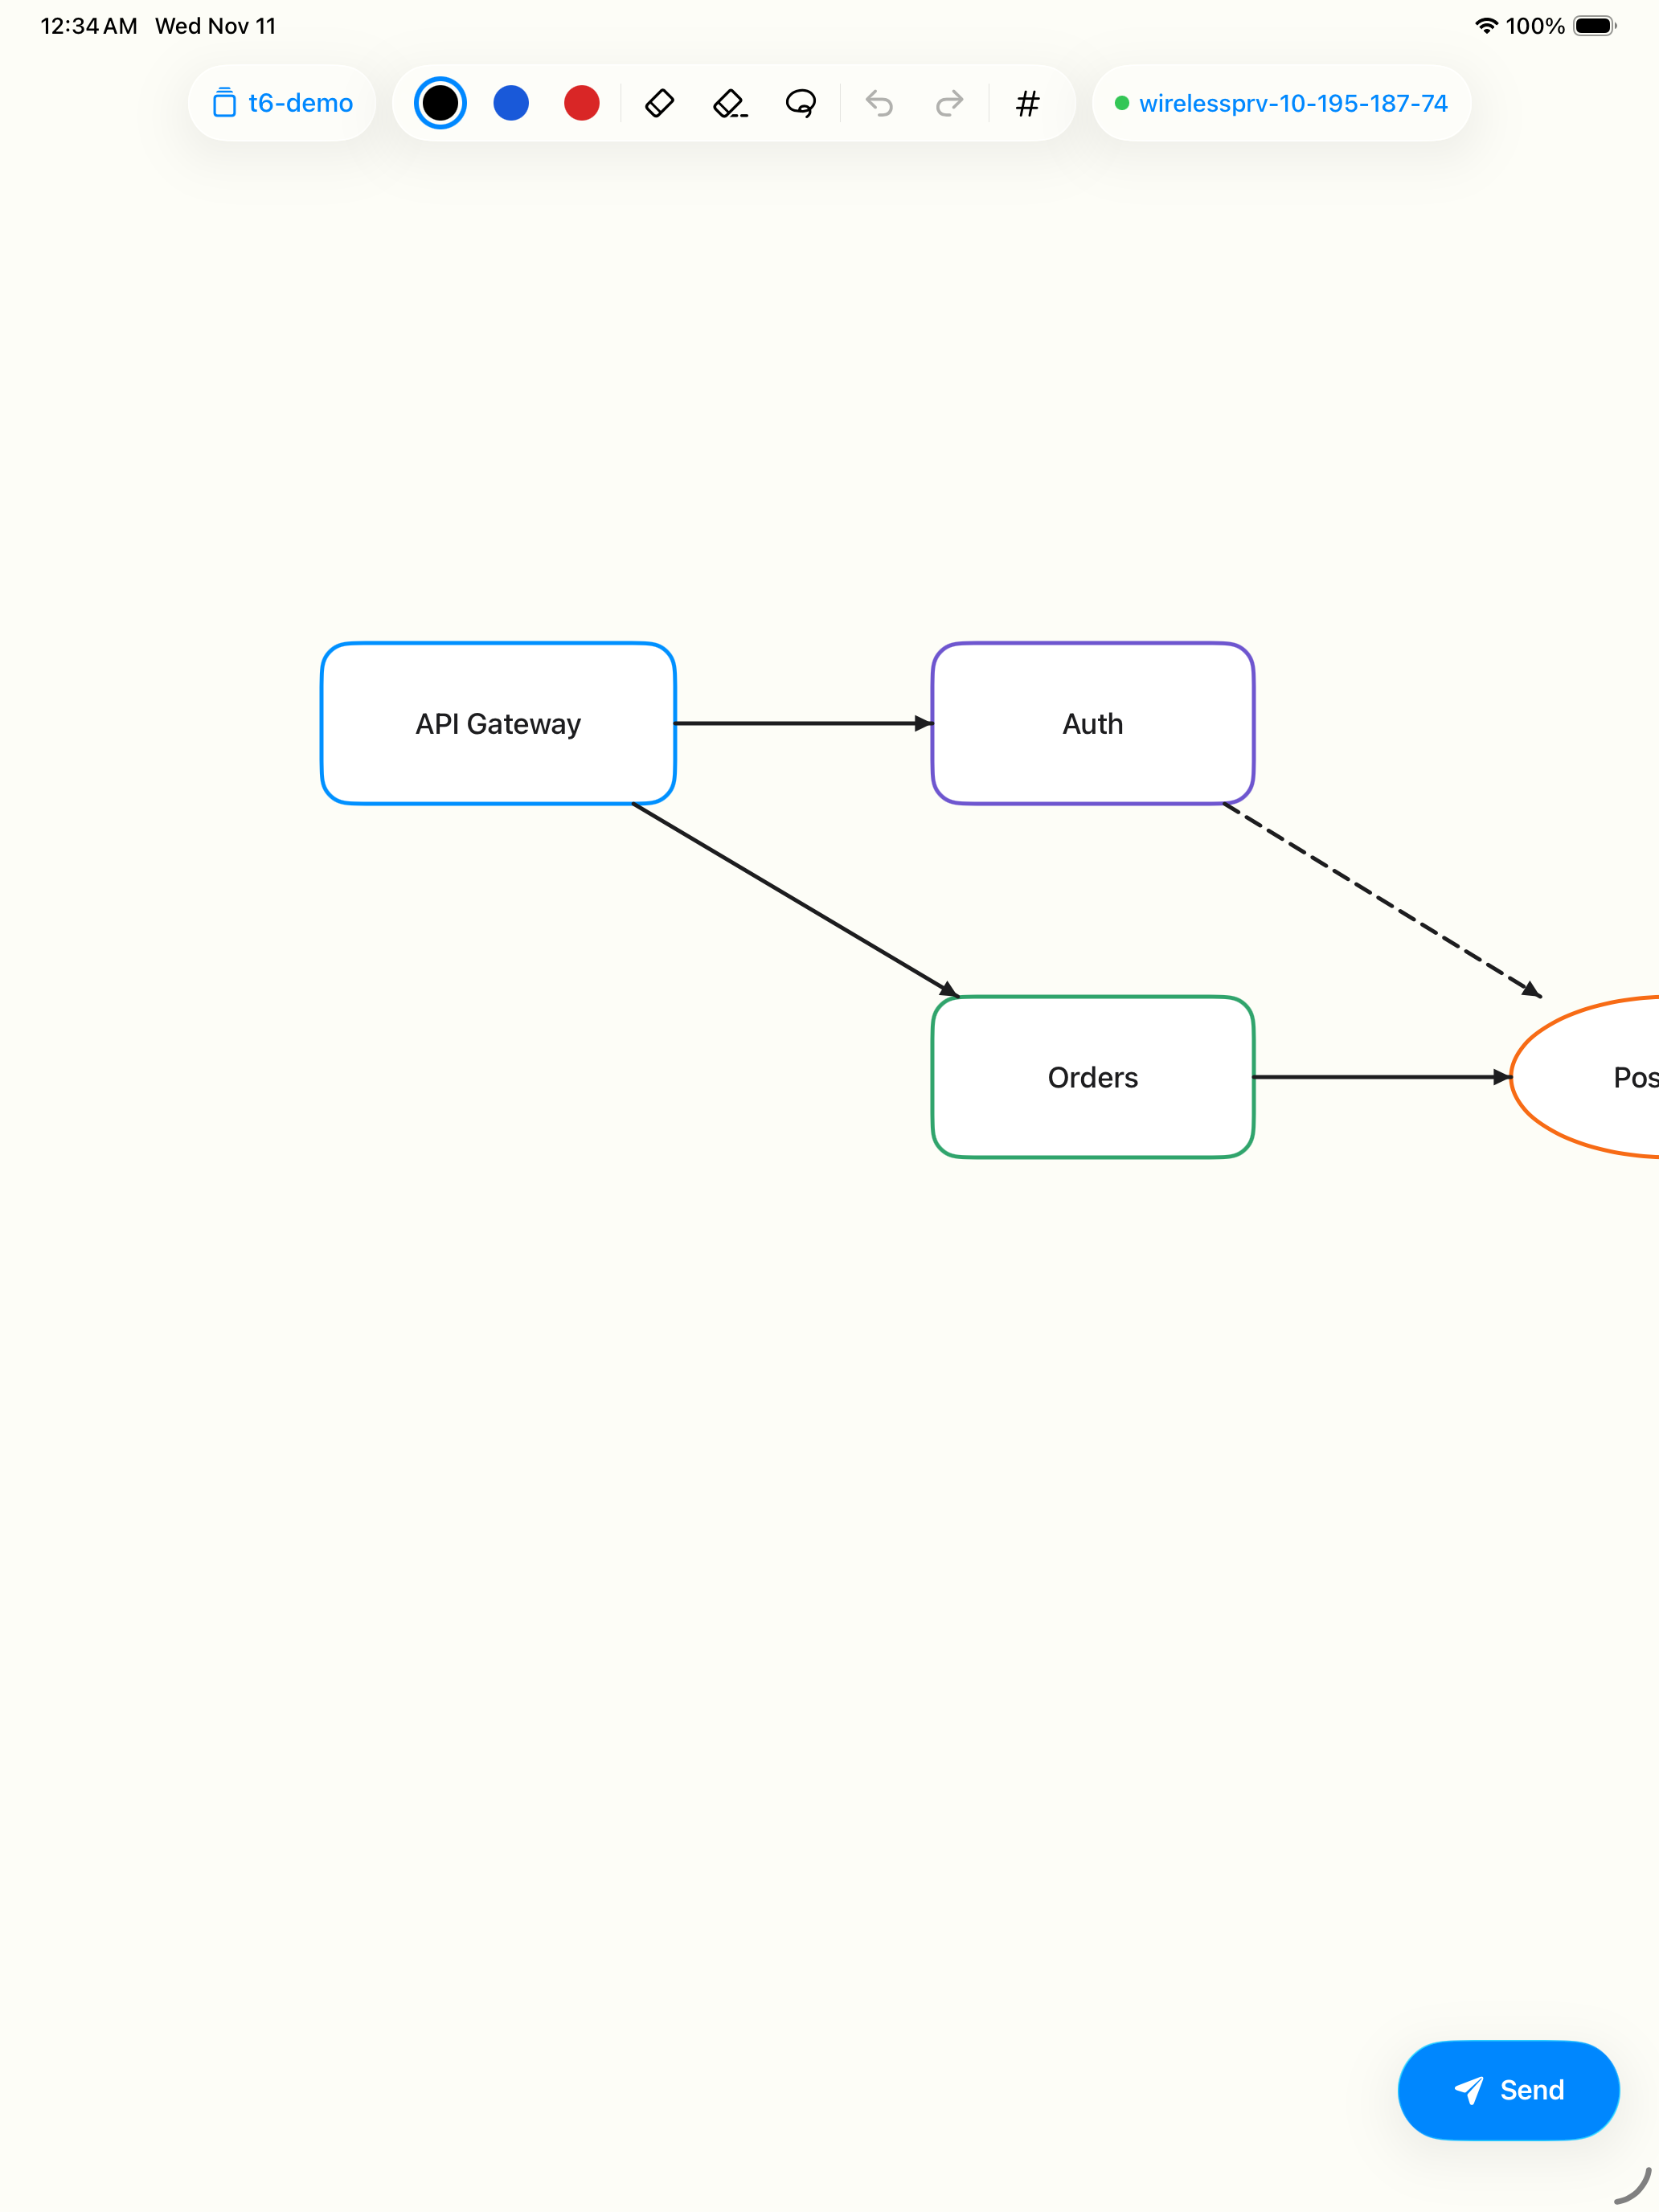 12:34 AM Wed Nov 11
100%
t6-demo
#
wirelessprv-10-195-187-74
API Gateway
Auth
Orders
Pos
Send